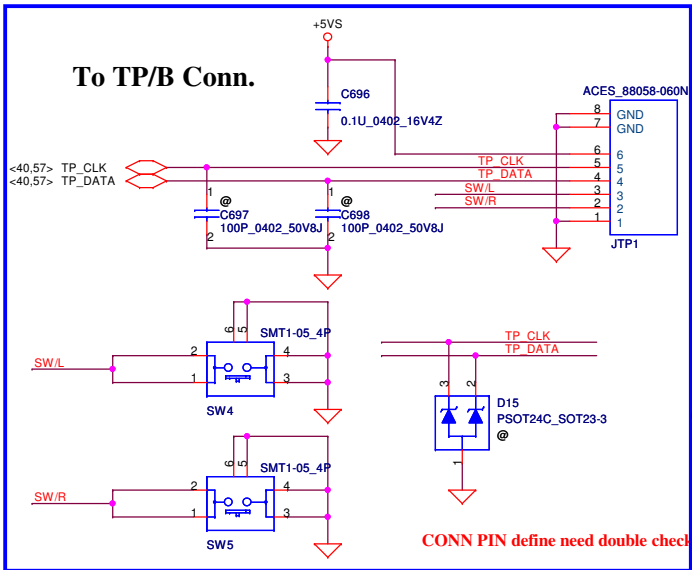 +5VS
To TP/B Conn.
C696
0.1U_0402_16V4Z
ACES_88058-060N
8 GND
7 GND
6 6
TP_CLK 5 5
TP_DATA 4 4
SW/L 3 3
SW/R 2 2
1 1
JTP1
<40,57> TP_CLK
<40,57> TP_DATA
1 @
C697
100P_0402_50V8J
2
1 @
C698
100P_0402_50V8J
2
6 5
SMT1-05_4P
SW/L
2 4
1 3
SW4
6 5
SMT1-05_4P
SW/R
2 4
1 3
SW5
TP_CLK
TP_DATA
3 2
D15
PSOT24C_SOT23-3
@
1
CONN PIN define need double check